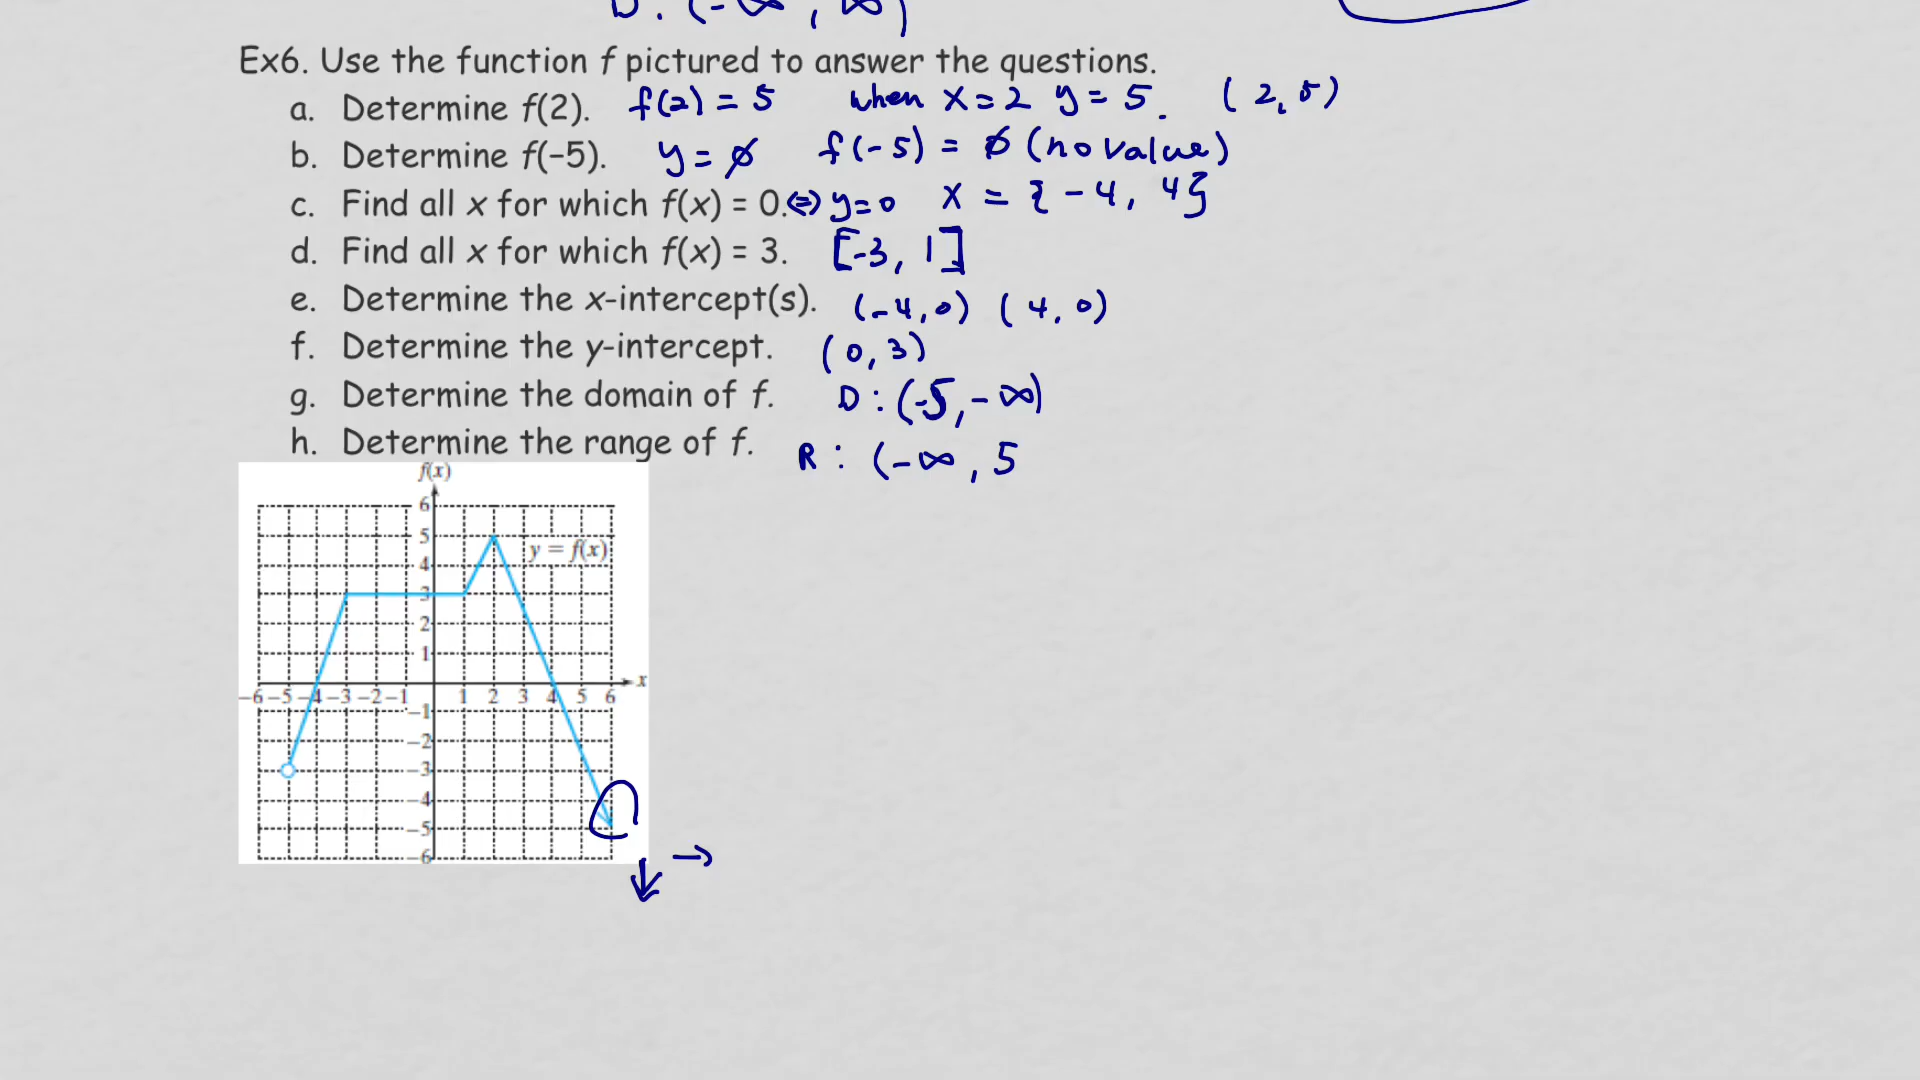 D : (-∞, ∞)
Ex6. Use the function f pictured to answer the questions.
a. Determine f(2). f(2) = 5 when x = 2 y = 5. (2, 5)
b. Determine f(–5). y = ∅ f(-5) = ∅ (no value)
c. Find all x for which f(x) = 0. ⇔ y=0 x = {-4, 4}
d. Find all x for which f(x) = 3. [-3, 1]
e. Determine the x-intercept(s). (-4, 0) (4, 0)
f. Determine the y-intercept. (0, 3)
g. Determine the domain of f. D : (-5, -∞)
h. Determine the range of f. R : (-∞, 5
f(x)
6
5
y = f(x)
4
3
2
1
x
–6 –5 –4 –3 –2 –1 1 2 3 4 5 6
–1
–2
–3
–4
–5
–6